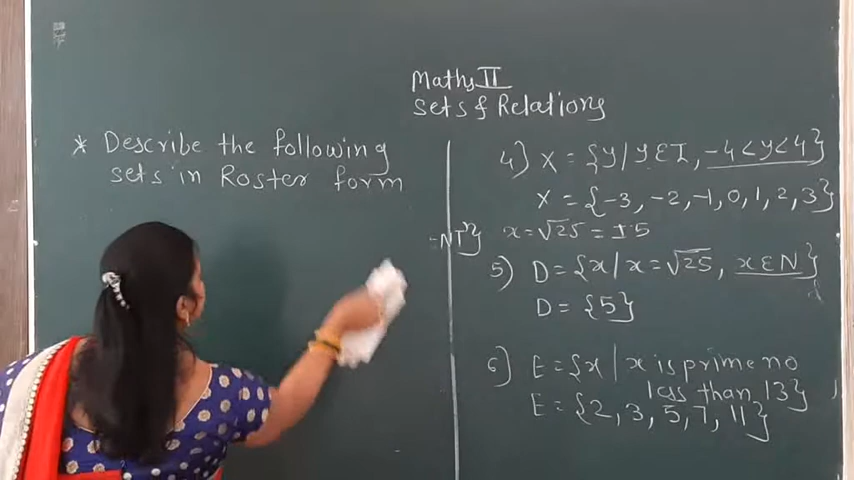 Maths II
Sets & Relations
* Describe the following
sets in Roster form
4) X = {y/yεI, -4<y<4}
X = {-3, -2, -1, 0, 1, 2, 3}
x = √25 = ±5
5) D = {x/x = √25, xεN}
D = {5}
6) E = {x/x is prime no
less than 13}
E = {2, 3, 5, 7, 11}